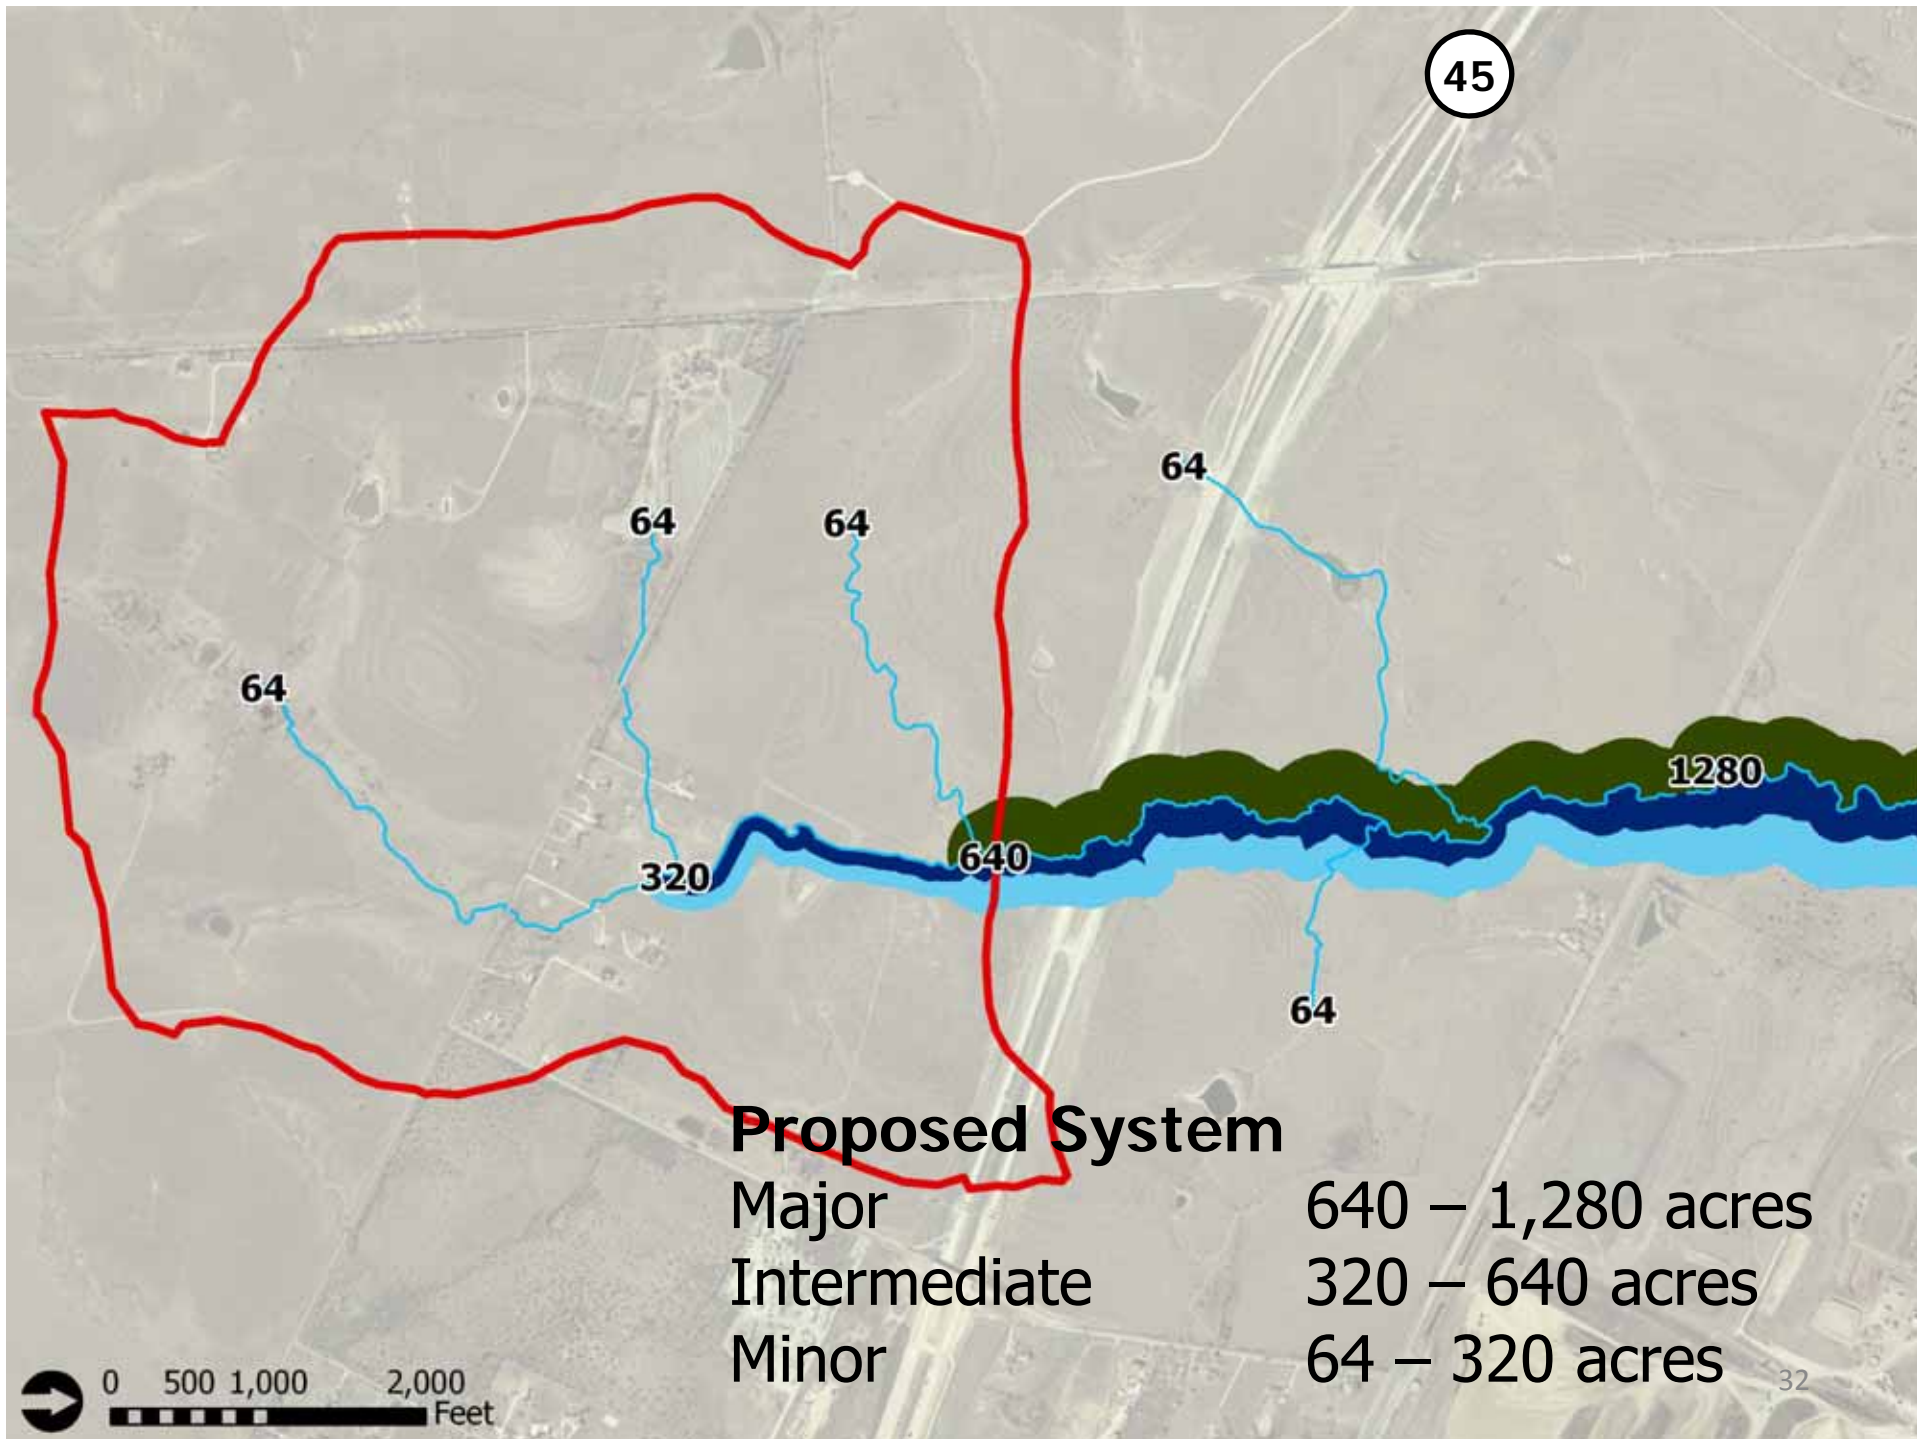 45
64
64 64
64
1280
640
320
64
Proposed System
Major 640 – 1,280 acres
Intermediate 320 – 640 acres
Minor 64 – 320 acres
32
0 500 1,000 2,000
Feet